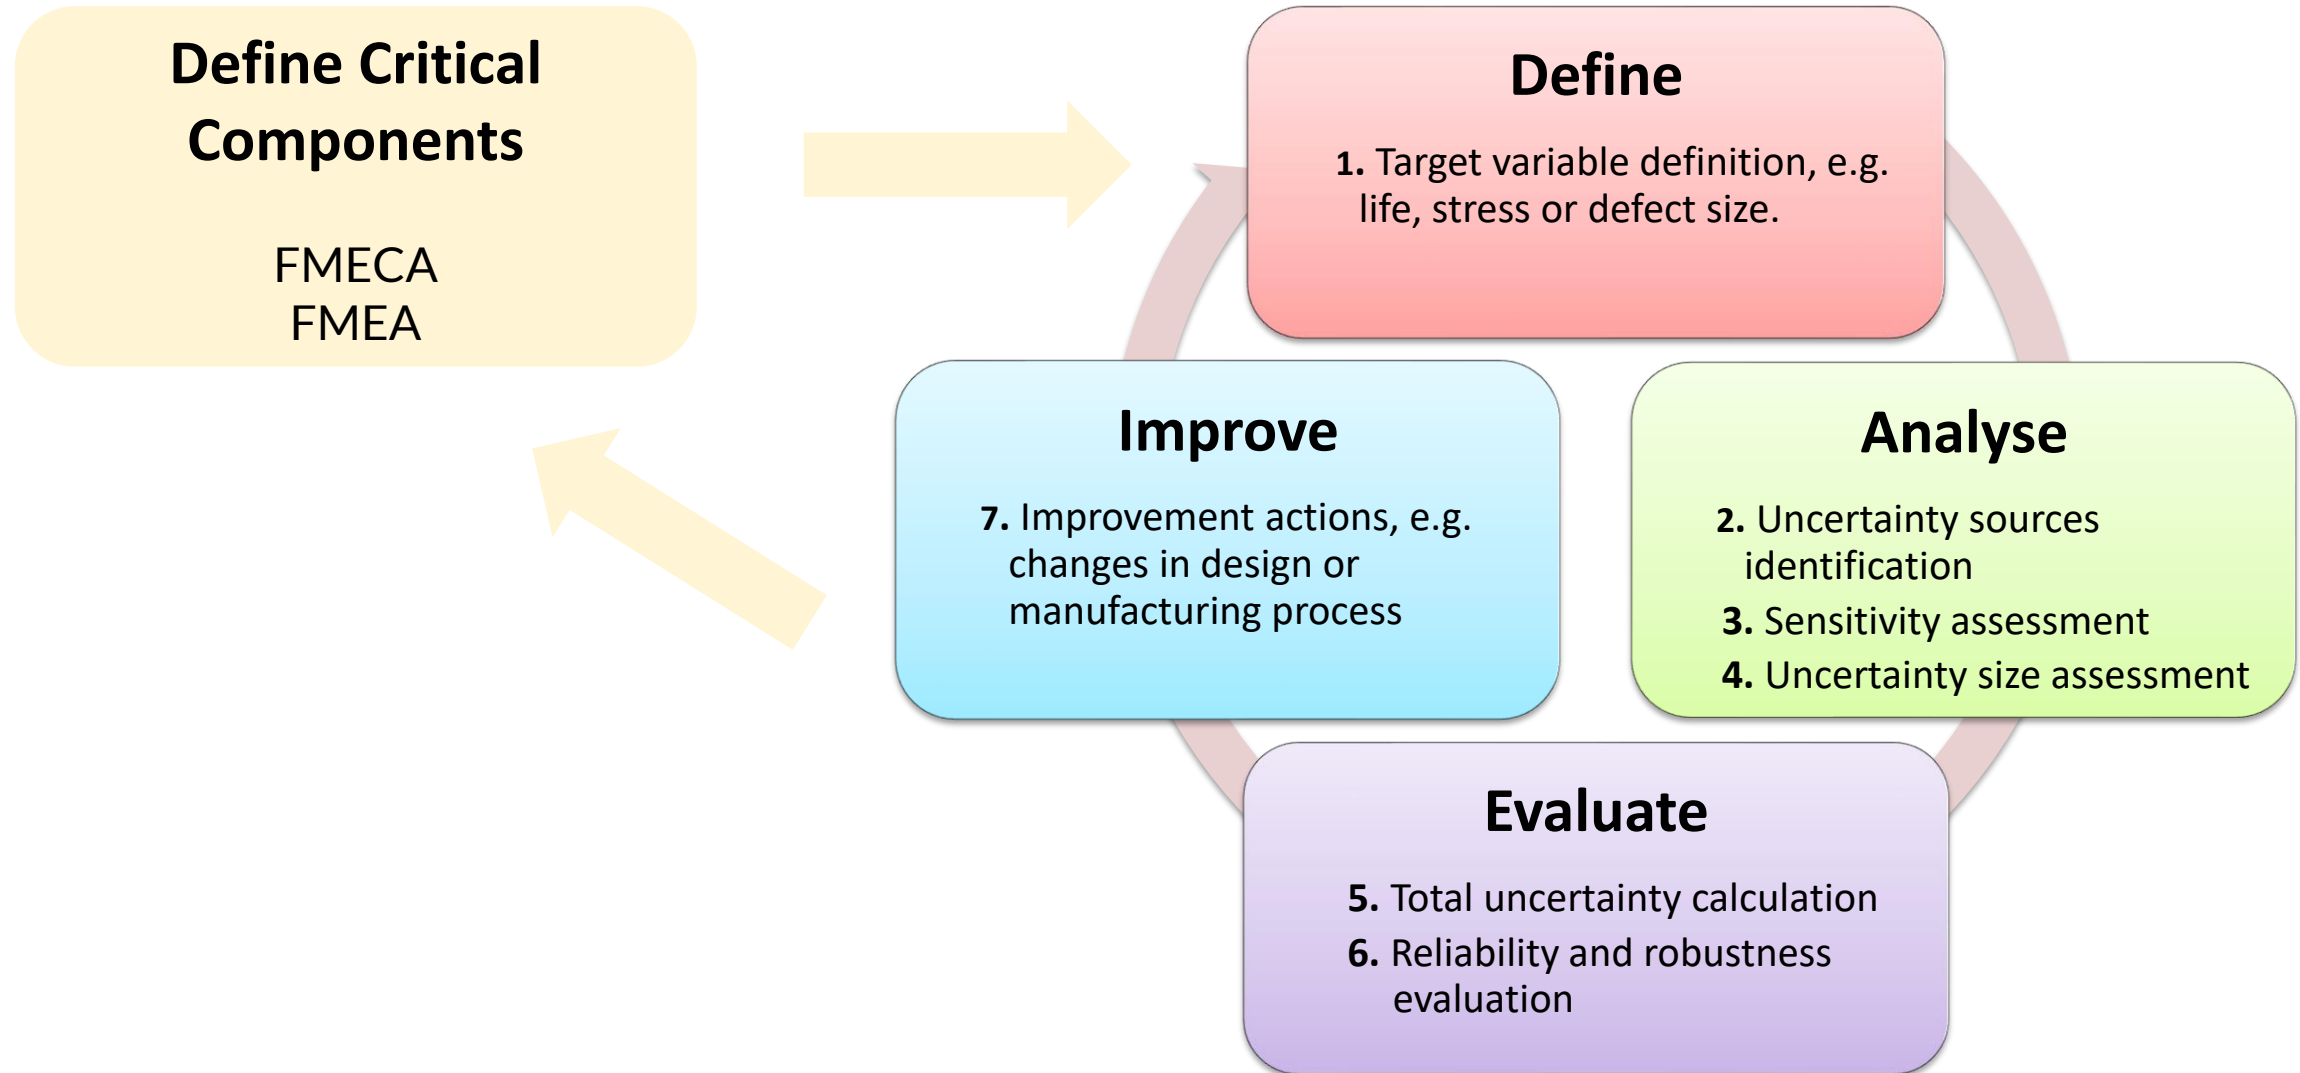 Define Critical
Components
FMECA
FMEA
Define
1. Target variable definition, e.g.
life, stress or defect size.
Improve
7. Improvement actions, e.g.
changes in design or
manufacturing process
Analyse
2. Uncertainty sources
identification
3. Sensitivity assessment
4. Uncertainty size assessment
Evaluate
5. Total uncertainty calculation
6. Reliability and robustness
evaluation